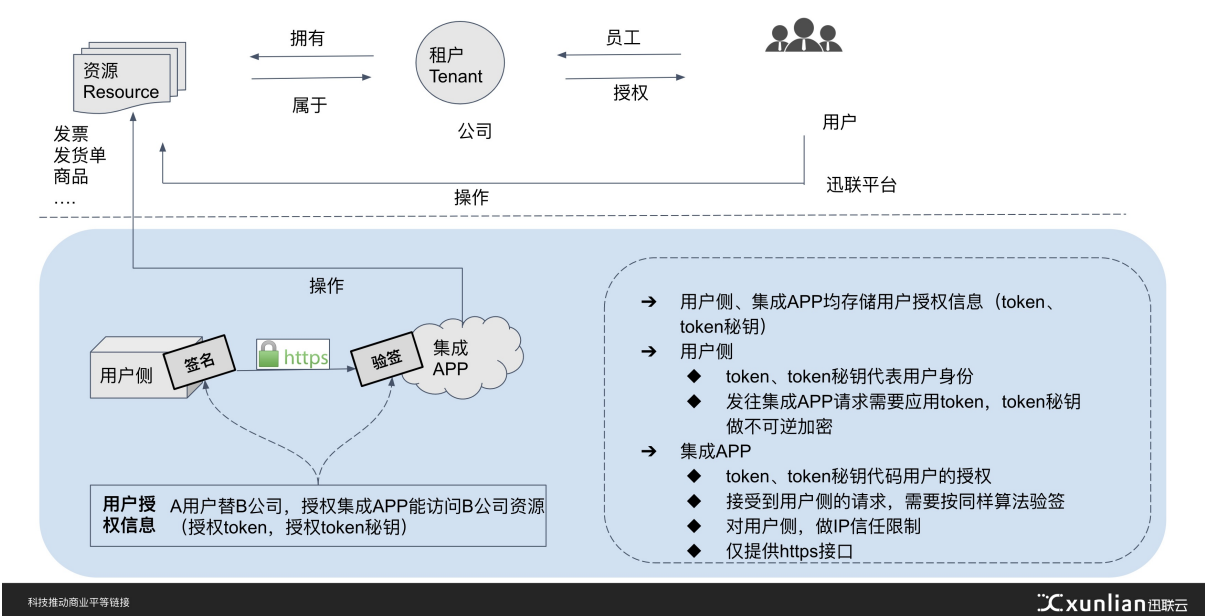 资源
Resource
拥有
属于
租户
Tenant
公司
员工
授权
用户
发票
发货单
商品
....
操作
迅联平台
操作
用户侧
签名
https
验签
集成
APP
用户授
权信息
A用户替B公司，授权集成APP能访问B公司资源
（授权token，授权token秘钥）
➔ 用户侧、集成APP均存储用户授权信息（token、
token秘钥）
➔ 用户侧
◆ token、token秘钥代表用户身份
◆ 发往集成APP请求需要应用token，token秘钥
做不可逆加密
➔ 集成APP
◆ token、token秘钥代码用户的授权
◆ 接受到用户侧的请求，需要按同样算法验签
◆ 对用户侧，做IP信任限制
◆ 仅提供https接口
科技推动商业平等链接
xunlian迅联云